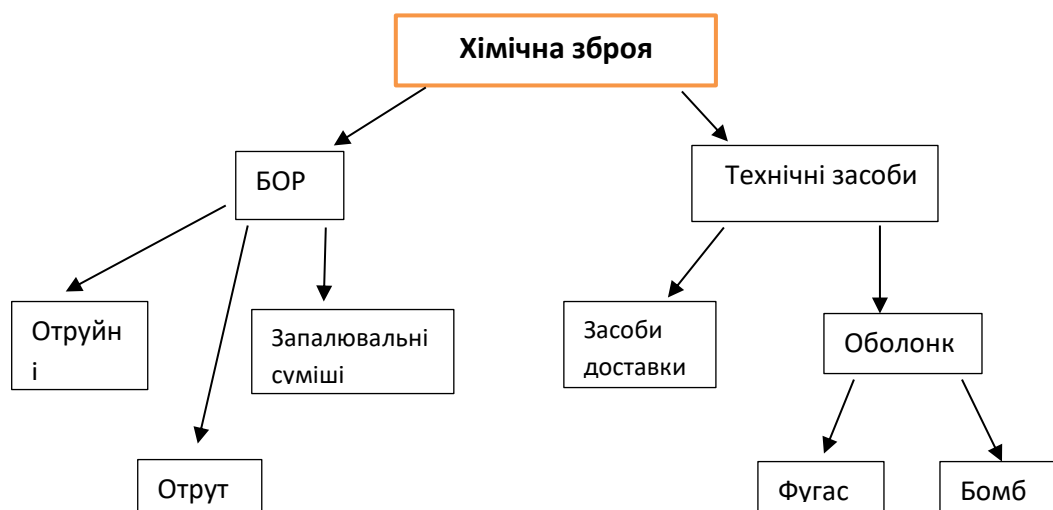 Хімічна зброя
БОР
Технічні засоби
Отруйн
і
Запалювальні
суміші
Засоби
доставки
Оболонк
Отрут
Фугас
Бомб